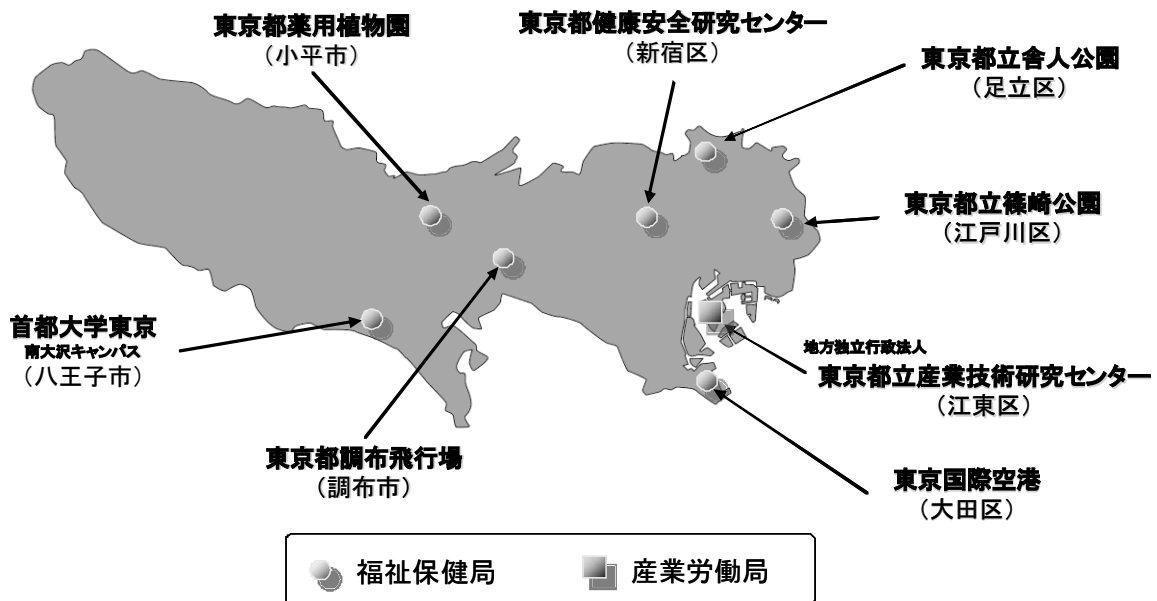 東京都薬用植物園
（小平市）
東京都健康安全研究センター
（新宿区）
東京都立舎人公園
（足立区）
東京都立篠崎公園
（江戸川区）
首都大学東京
南大沢キャンパス
（八王子市）
地方独立行政法人
東京都立産業技術研究センター
（江東区）
東京都調布飛行場
（調布市）
東京国際空港
（大田区）
福祉保健局
産業労働局